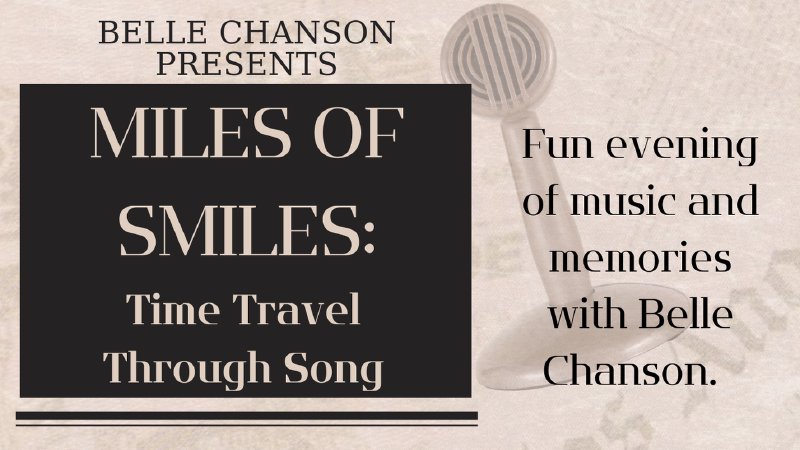 BELLE CHANSON
PRESENTS
MILES OF
SMILES:
Time Travel
Through Song
Fun evening
of music and
memories
with Belle
Chanson.